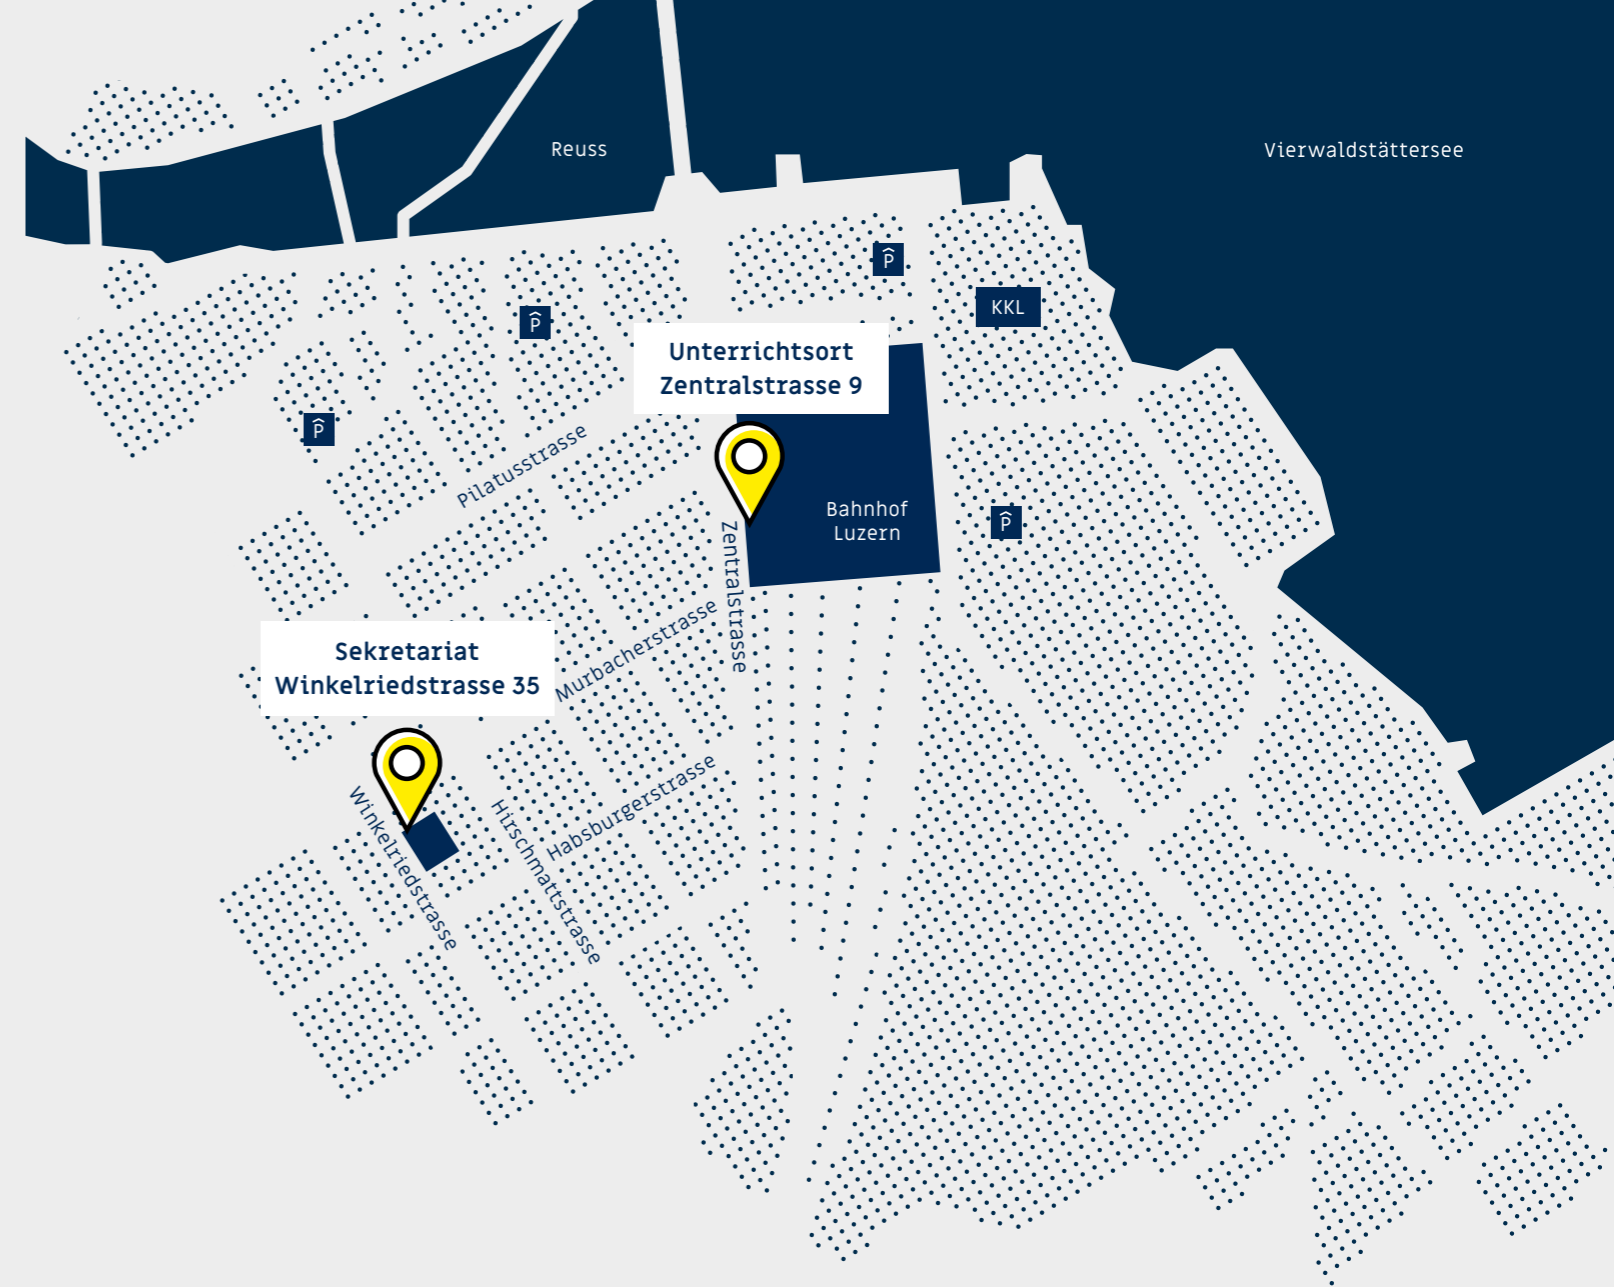 Reuss
Vierwaldstättersee
P
KKL
P
Unterrichtsort
Zentralstrasse 9
P
Pilatusstrasse
Bahnhof
Luzern
P
Zentralstrasse
Murbacherstrasse
Sekretariat
Winkelriedstrasse 35
Habsburgerstrasse
Winkelriedstrasse
Hirschmattstrasse